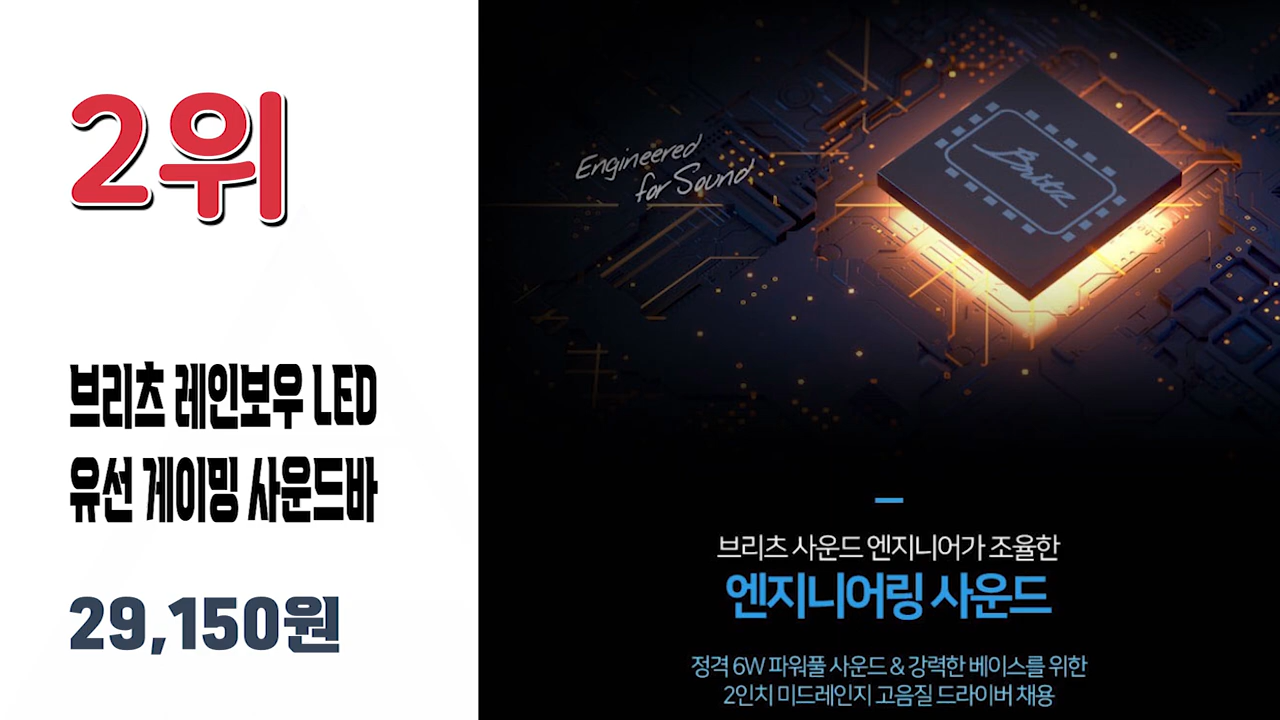 2위
브리츠 레인보우 LED
유선 게이밍 사운드바
29,150원
Engineered
for Sound
Britz
브리츠 사운드 엔지니어가 조율한
엔지니어링 사운드
정격 6W 파워풀 사운드 & 강력한 베이스를 위한
2인치 미드레인지 고음질 드라이버 채용